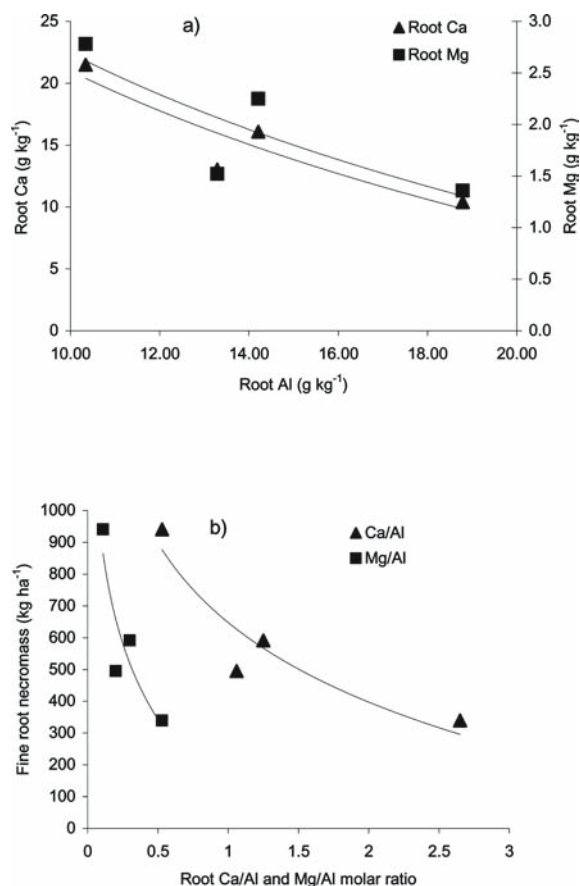 a)
Root Ca
Root Mg
25
20
15
10
5
0
3.0
2.5
2.0
1.5
1.0
0.5
0.0
10.00 12.00 14.00 16.00 18.00 20.00
Root Ca (g kg⁻¹)
Root Mg (g kg⁻¹)
Root Al (g kg⁻¹)
b)
Ca/Al
Mg/Al
1000
900
800
700
600
500
400
300
200
100
0
0 0.5 1 1.5 2 2.5 3
Fine root necromass (kg ha⁻¹)
Root Ca/Al and Mg/Al molar ratio